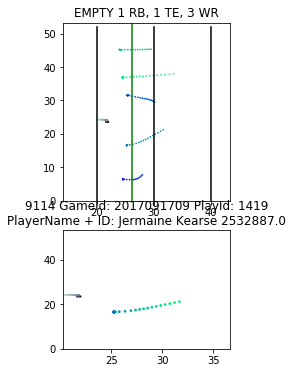 EMPTY 1 RB, 1 TE, 3 WR
50
40
30
20
10
0
20 30 40
9114 GameId: 2017091709 PlayId: 1419
PlayerName + ID: Jermaine Kearse 2532887.0
40
20
0
25 30 35